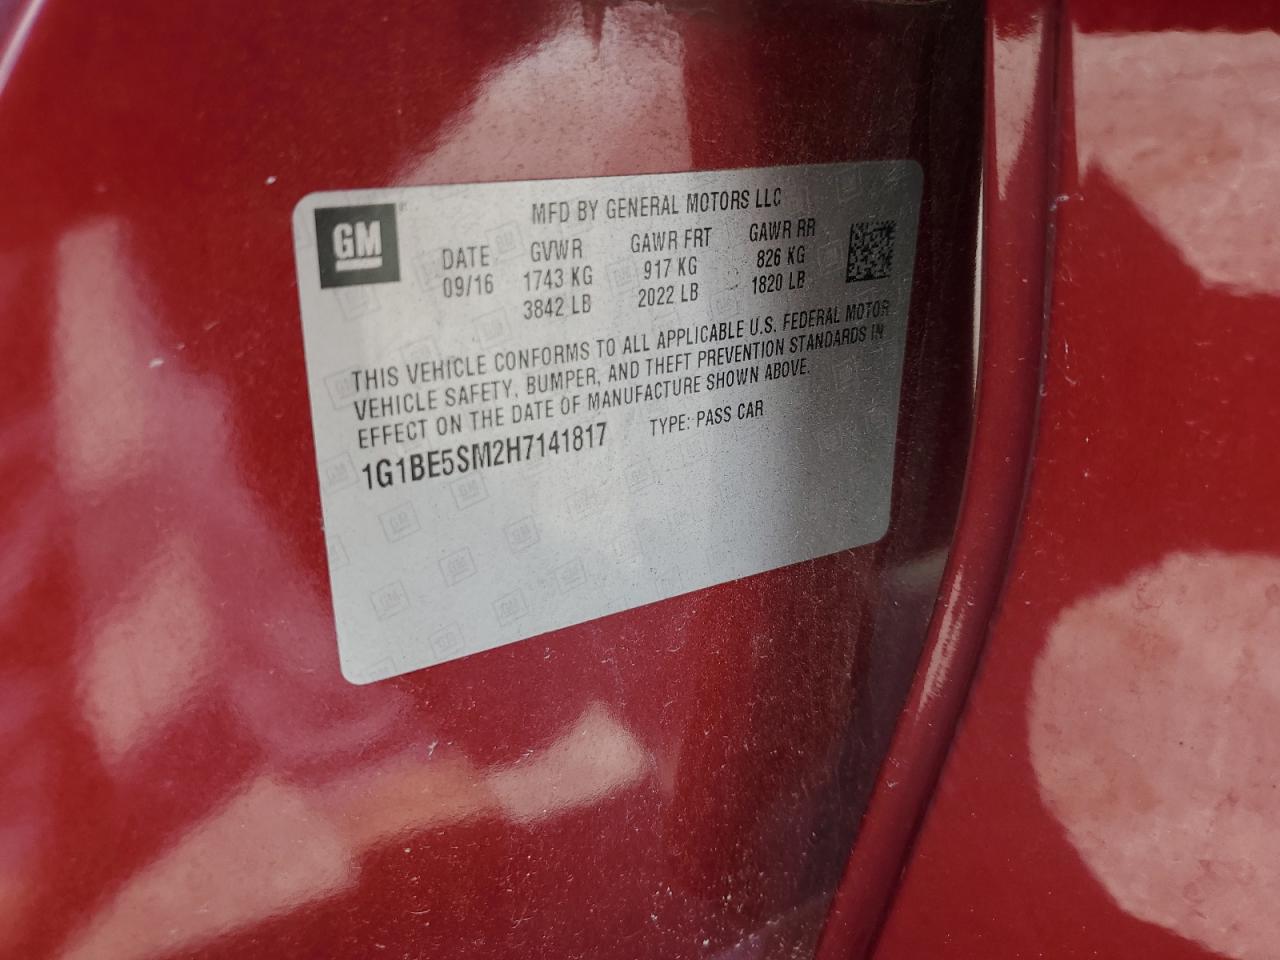 GM
MFD BY GENERAL MOTORS LLC
DATE GVWR GAWR FRT GAWR RR
09/16 1743 KG 917 KG 826 KG
3842 LB 2022 LB 1820 LB
THIS VEHICLE CONFORMS TO ALL APPLICABLE U.S. FEDERAL MOTOR
VEHICLE SAFETY, BUMPER, AND THEFT PREVENTION STANDARDS IN
EFFECT ON THE DATE OF MANUFACTURE SHOWN ABOVE.
1G1BE5SM2H7141817 TYPE: PASS CAR